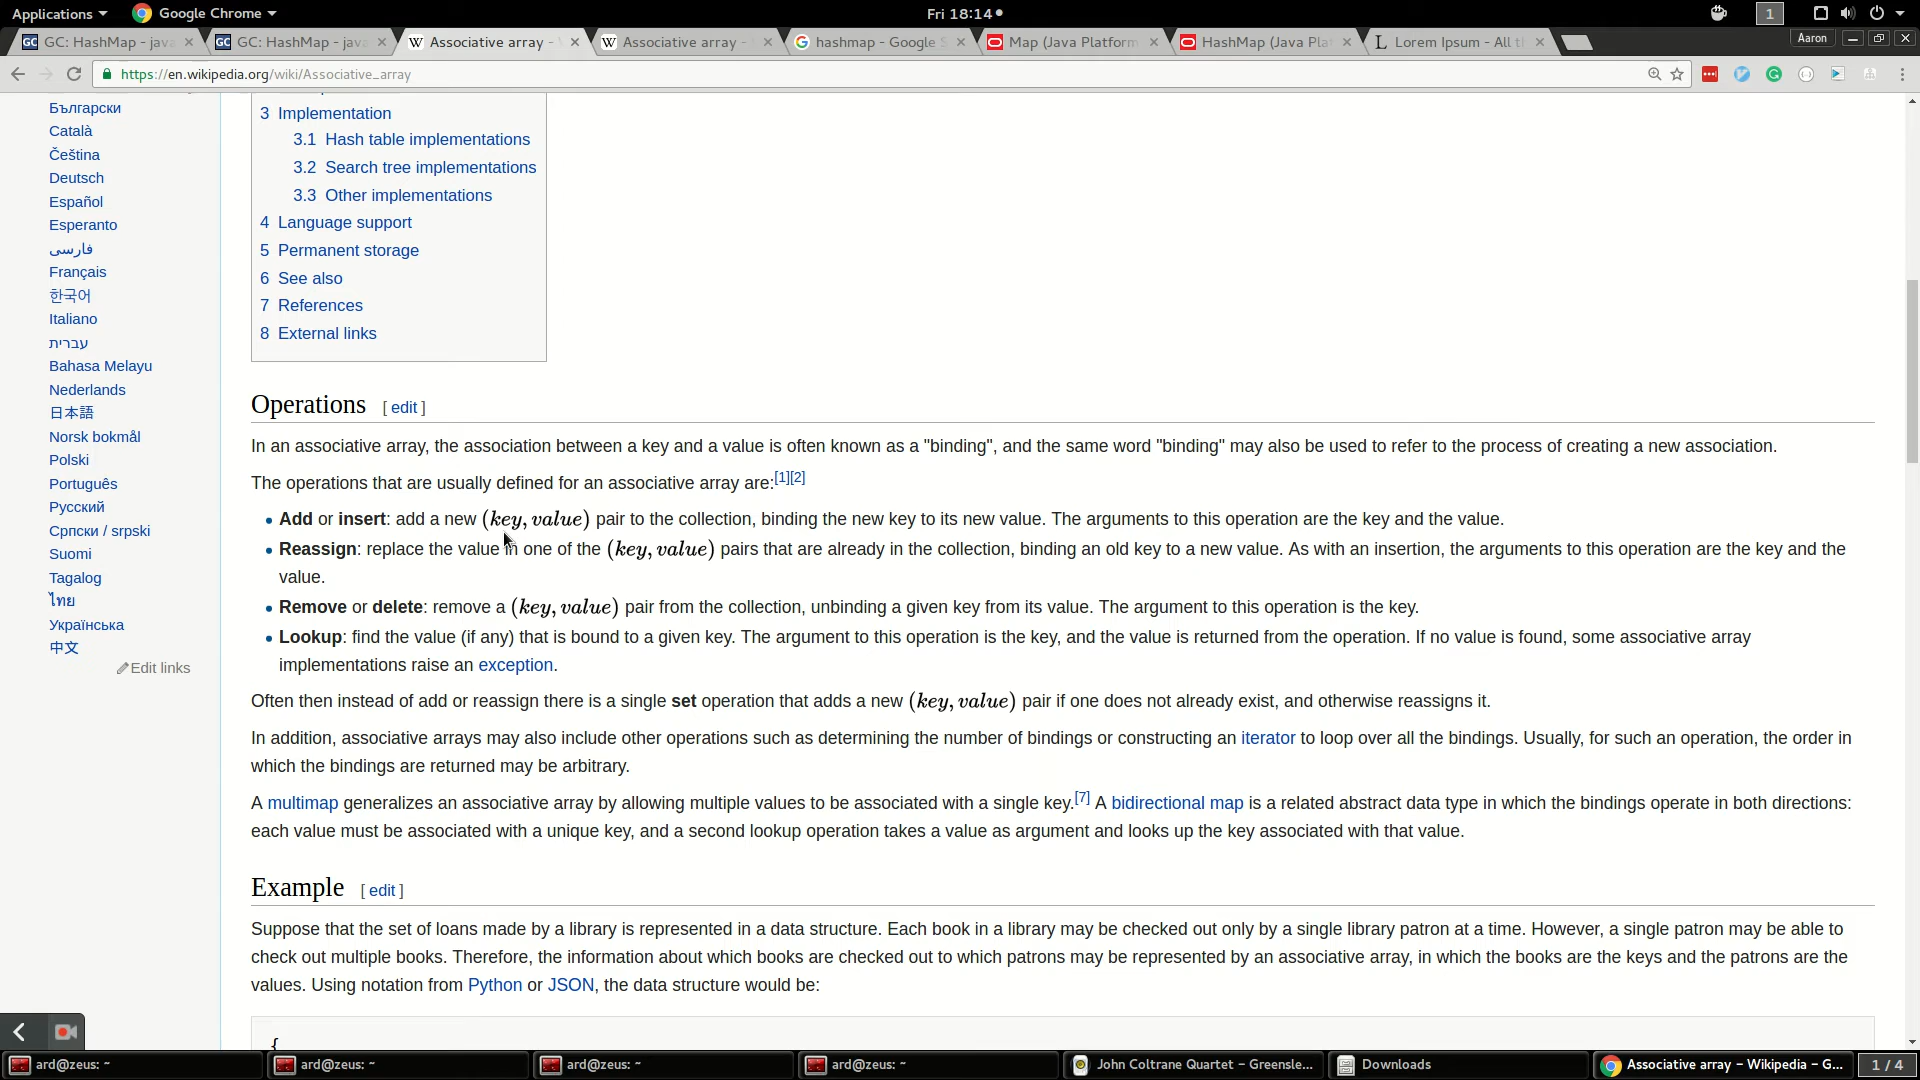 Applications
Google Chrome
Fri 18:14
1
GC: HashMap - java
GC: HashMap - java
Associative array -
Associative array -
hashmap - Google S
Map (Java Platform
HashMap (Java Plat
Lorem Ipsum - All t
Aaron
https://en.wikipedia.org/wiki/Associative_array
Български
Català
Čeština
Deutsch
Español
Esperanto
فارسی
Français
한국어
Italiano
עברית
Bahasa Melayu
Nederlands
日本語
Norsk bokmål
Polski
Português
Русский
Српски / srpski
Suomi
Tagalog
ไทย
Українська
中文
Edit links
3 Implementation
3.1 Hash table implementations
3.2 Search tree implementations
3.3 Other implementations
4 Language support
5 Permanent storage
6 See also
7 References
8 External links
Operations [ edit ]
In an associative array, the association between a key and a value is often known as a "binding", and the same word "binding" may also be used to refer to the process of creating a new association.
The operations that are usually defined for an associative array are:[1][2]
• Add or insert: add a new (key, value) pair to the collection, binding the new key to its new value. The arguments to this operation are the key and the value.
• Reassign: replace the value in one of the (key, value) pairs that are already in the collection, binding an old key to a new value. As with an insertion, the arguments to this operation are the key and the
value.
• Remove or delete: remove a (key, value) pair from the collection, unbinding a given key from its value. The argument to this operation is the key.
• Lookup: find the value (if any) that is bound to a given key. The argument to this operation is the key, and the value is returned from the operation. If no value is found, some associative array
implementations raise an exception.
Often then instead of add or reassign there is a single set operation that adds a new (key, value) pair if one does not already exist, and otherwise reassigns it.
In addition, associative arrays may also include other operations such as determining the number of bindings or constructing an iterator to loop over all the bindings. Usually, for such an operation, the order in
which the bindings are returned may be arbitrary.
A multimap generalizes an associative array by allowing multiple values to be associated with a single key.[7] A bidirectional map is a related abstract data type in which the bindings operate in both directions:
each value must be associated with a unique key, and a second lookup operation takes a value as argument and looks up the key associated with that value.
Example [ edit ]
Suppose that the set of loans made by a library is represented in a data structure. Each book in a library may be checked out only by a single library patron at a time. However, a single patron may be able to
check out multiple books. Therefore, the information about which books are checked out to which patrons may be represented by an associative array, in which the books are the keys and the patrons are the
values. Using notation from Python or JSON, the data structure would be:
{
ard@zeus: ~
ard@zeus: ~
ard@zeus: ~
ard@zeus: ~
John Coltrane Quartet – Greensle...
Downloads
Associative array – Wikipedia – G...
1 / 4